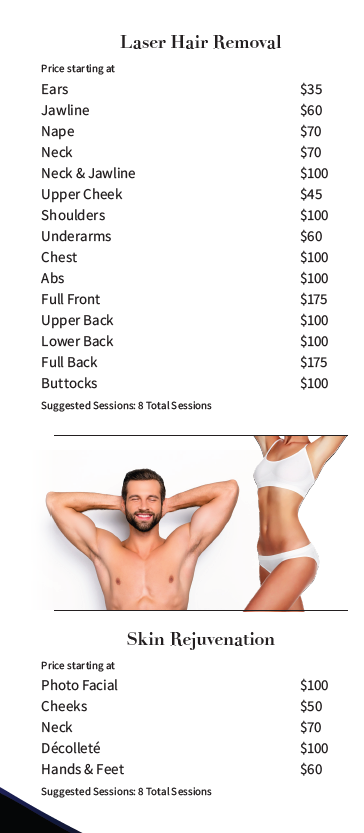 Laser Hair Removal
Price starting at
Ears $35
Jawline $60
Nape $70
Neck $70
Neck & Jawline $100
Upper Cheek $45
Shoulders $100
Underarms $60
Chest $100
Abs $100
Full Front $175
Upper Back $100
Lower Back $100
Full Back $175
Buttocks $100
Suggested Sessions: 8 Total Sessions
Skin Rejuvenation
Price starting at
Photo Facial $100
Cheeks $50
Neck $70
Décolleté $100
Hands & Feet $60
Suggested Sessions: 8 Total Sessions